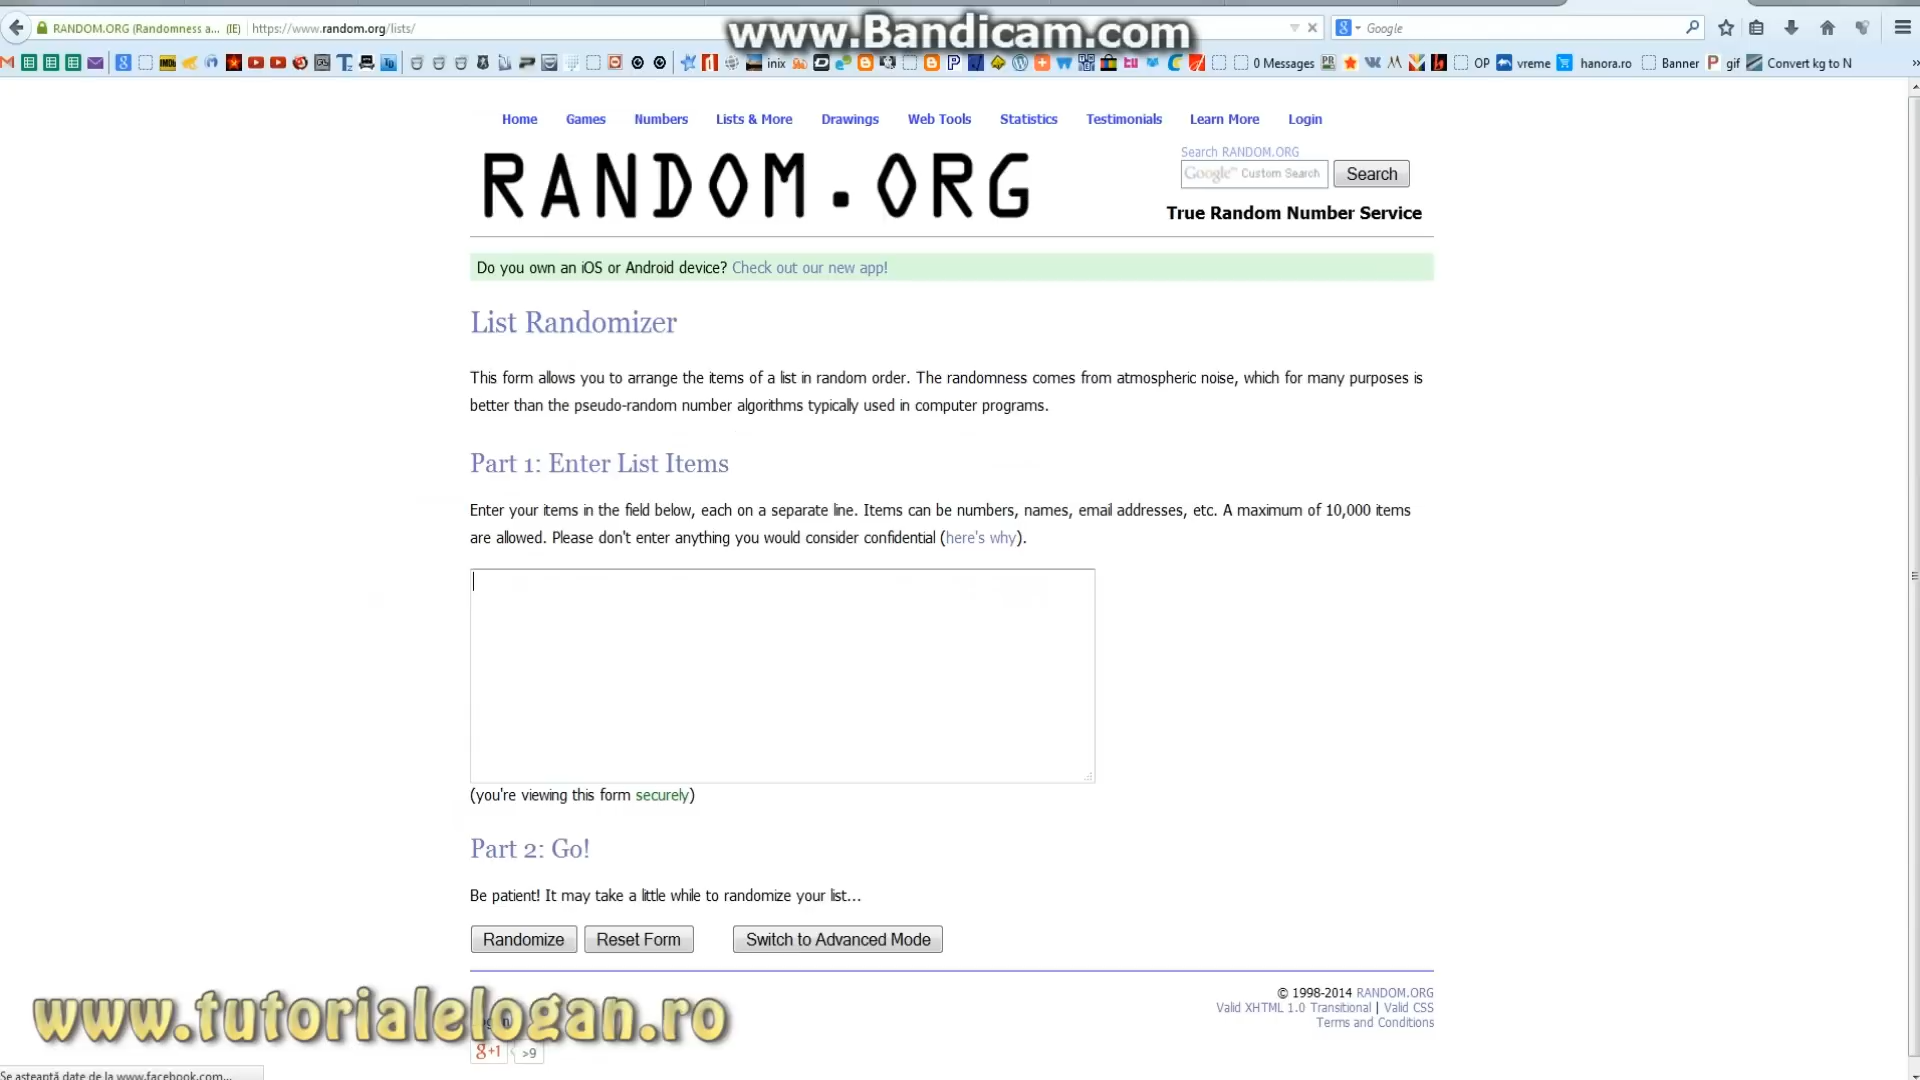 RANDOM.ORG (Randomness a... (IE) https://www.random.org/lists/
www.Bandicam.com
Google
inix
0 Messages
OP
vreme
hanora.ro
Banner
gif
Convert kg to N
Home Games Numbers Lists & More Drawings Web Tools Statistics Testimonials Learn More Login
RANDOM.ORG
Search RANDOM.ORG
Google™ Custom Search Search
True Random Number Service
Do you own an iOS or Android device? Check out our new app!
List Randomizer
This form allows you to arrange the items of a list in random order. The randomness comes from atmospheric noise, which for many purposes is
better than the pseudo-random number algorithms typically used in computer programs.
Part 1: Enter List Items
Enter your items in the field below, each on a separate line. Items can be numbers, names, email addresses, etc. A maximum of 10,000 items
are allowed. Please don't enter anything you would consider confidential (here's why).
(you're viewing this form securely)
Part 2: Go!
Be patient! It may take a little while to randomize your list...
Randomize Reset Form Switch to Advanced Mode
© 1998-2014 RANDOM.ORG
Valid XHTML 1.0 Transitional | Valid CSS
Terms and Conditions
www.tutorialelogan.ro
g+1 >9
Se așteaptă date de la www.facebook.com...